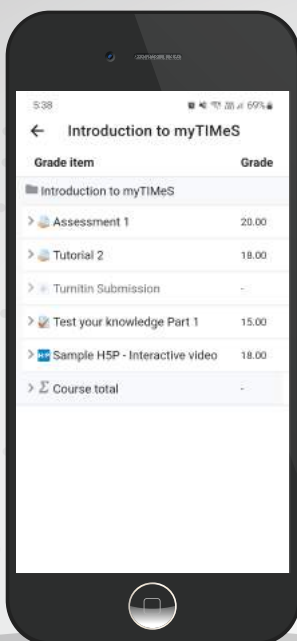 5:38 69%
← Introduction to myTIMeS
Grade item Grade
Introduction to myTIMeS
> Assessment 1 20.00
> Tutorial 2 18.00
> Turnitin Submission -
> Test your knowledge Part 1 15.00
> H5P Sample H5P - Interactive video 18.00
> Σ Course total -